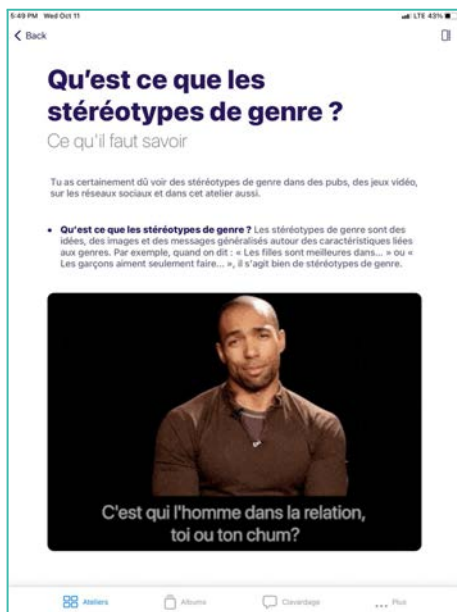 5:49 PM Wed Oct 11
LTE 43%
Back
Qu'est ce que les
stéréotypes de genre ?
Ce qu'il faut savoir
Tu as certainement dû voir des stéréotypes de genre dans des pubs, des jeux vidéo,
sur les réseaux sociaux et dans cet atelier aussi.
• Qu'est ce que les stéréotypes de genre ? Les stéréotypes de genre sont des
idées, des images et des messages généralisés autour des caractéristiques liées
aux genres. Par exemple, quand on dit : « Les filles sont meilleures dans... » ou «
Les garçons aiment seulement faire... », il s'agit bien de stéréotypes de genre.
C'est qui l'homme dans la relation,
toi ou ton chum?
Ateliers Albums Clavardage Plus